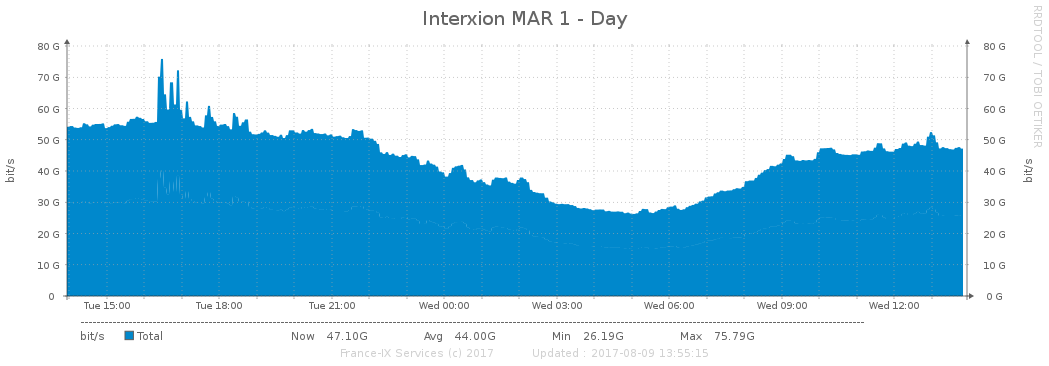 Interxion MAR 1 - Day
RRDTOOL / TOBI OETIKER
bit/s
80 G 80 G
70 G 70 G
60 G 60 G
50 G 50 G
40 G 40 G
30 G 30 G
20 G 20 G
10 G 10 G
0 0 G
bit/s
Tue 15:00 Tue 18:00 Tue 21:00 Wed 00:00 Wed 03:00 Wed 06:00 Wed 09:00 Wed 12:00
bit/s Total Now 47.10G Avg 44.00G Min 26.19G Max 75.79G
France-IX Services (c) 2017 Updated : 2017-08-09 13:55:15